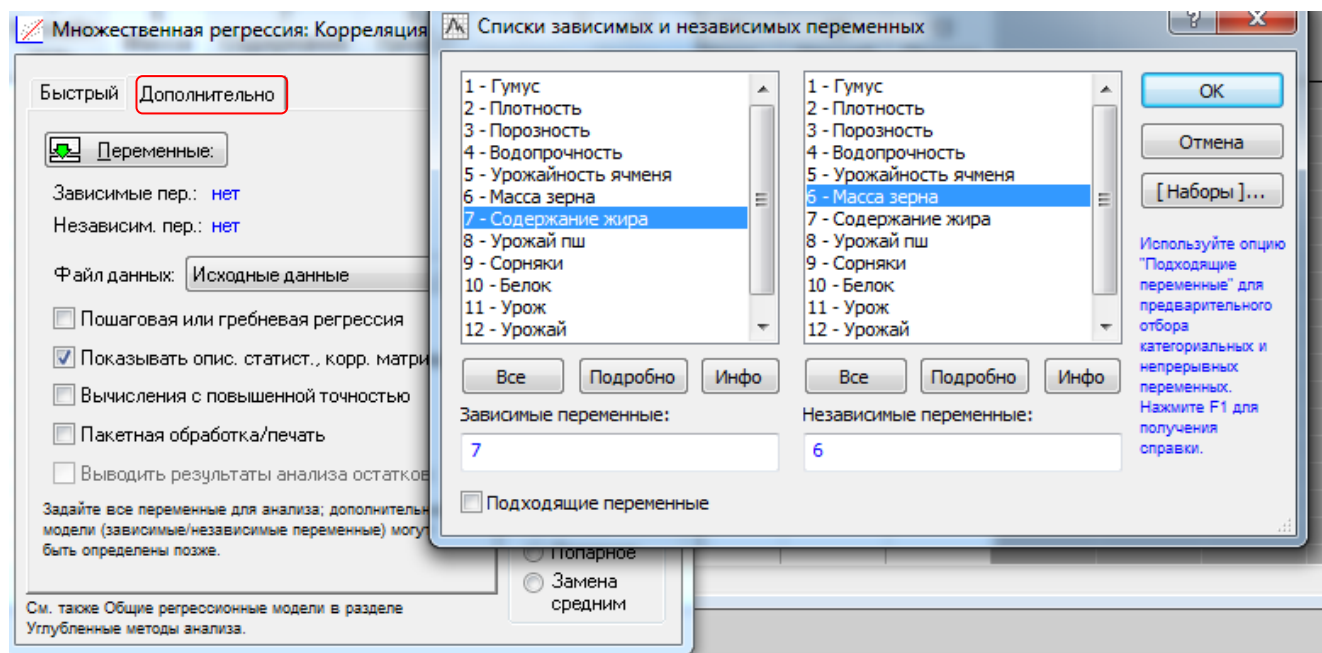 Множественная регрессия: Корреляция
Быстрый
Дополнительно
Переменные:
Зависимые пер.: нет
Независим. пер.: нет
Файл данных: Исходные данные
Пошаговая или гребневая регрессия
Показывать опис. статист., корр. матри
Вычисления с повышенной точностью
Пакетная обработка/печать
Выводить результаты анализа остатков
Задайте все переменные для анализа; дополнительн
модели (зависимые/независимые переменные) могут
быть определены позже.
Попарное
Замена
средним
См. также Общие регрессионные модели в разделе
Углубленные методы анализа.
Списки зависимых и независимых переменных
1 - Гумус
2 - Плотность
3 - Порозность
4 - Водопрочность
5 - Урожайность ячменя
6 - Масса зерна
7 - Содержание жира
8 - Урожай пш
9 - Сорняки
10 - Белок
11 - Урож
12 - Урожай
Все
Подробно
Инфо
Зависимые переменные:
7
1 - Гумус
2 - Плотность
3 - Порозность
4 - Водопрочность
5 - Урожайность ячменя
6 - Масса зерна
7 - Содержание жира
8 - Урожай пш
9 - Сорняки
10 - Белок
11 - Урож
12 - Урожай
Все
Подробно
Инфо
Независимые переменные:
6
Подходящие переменные
OK
Отмена
[ Наборы ]...
Используйте опцию
"Подходящие
переменные" для
предварительного
отбора
категориальных и
непрерывных
переменных.
Нажмите F1 для
получения
справки.